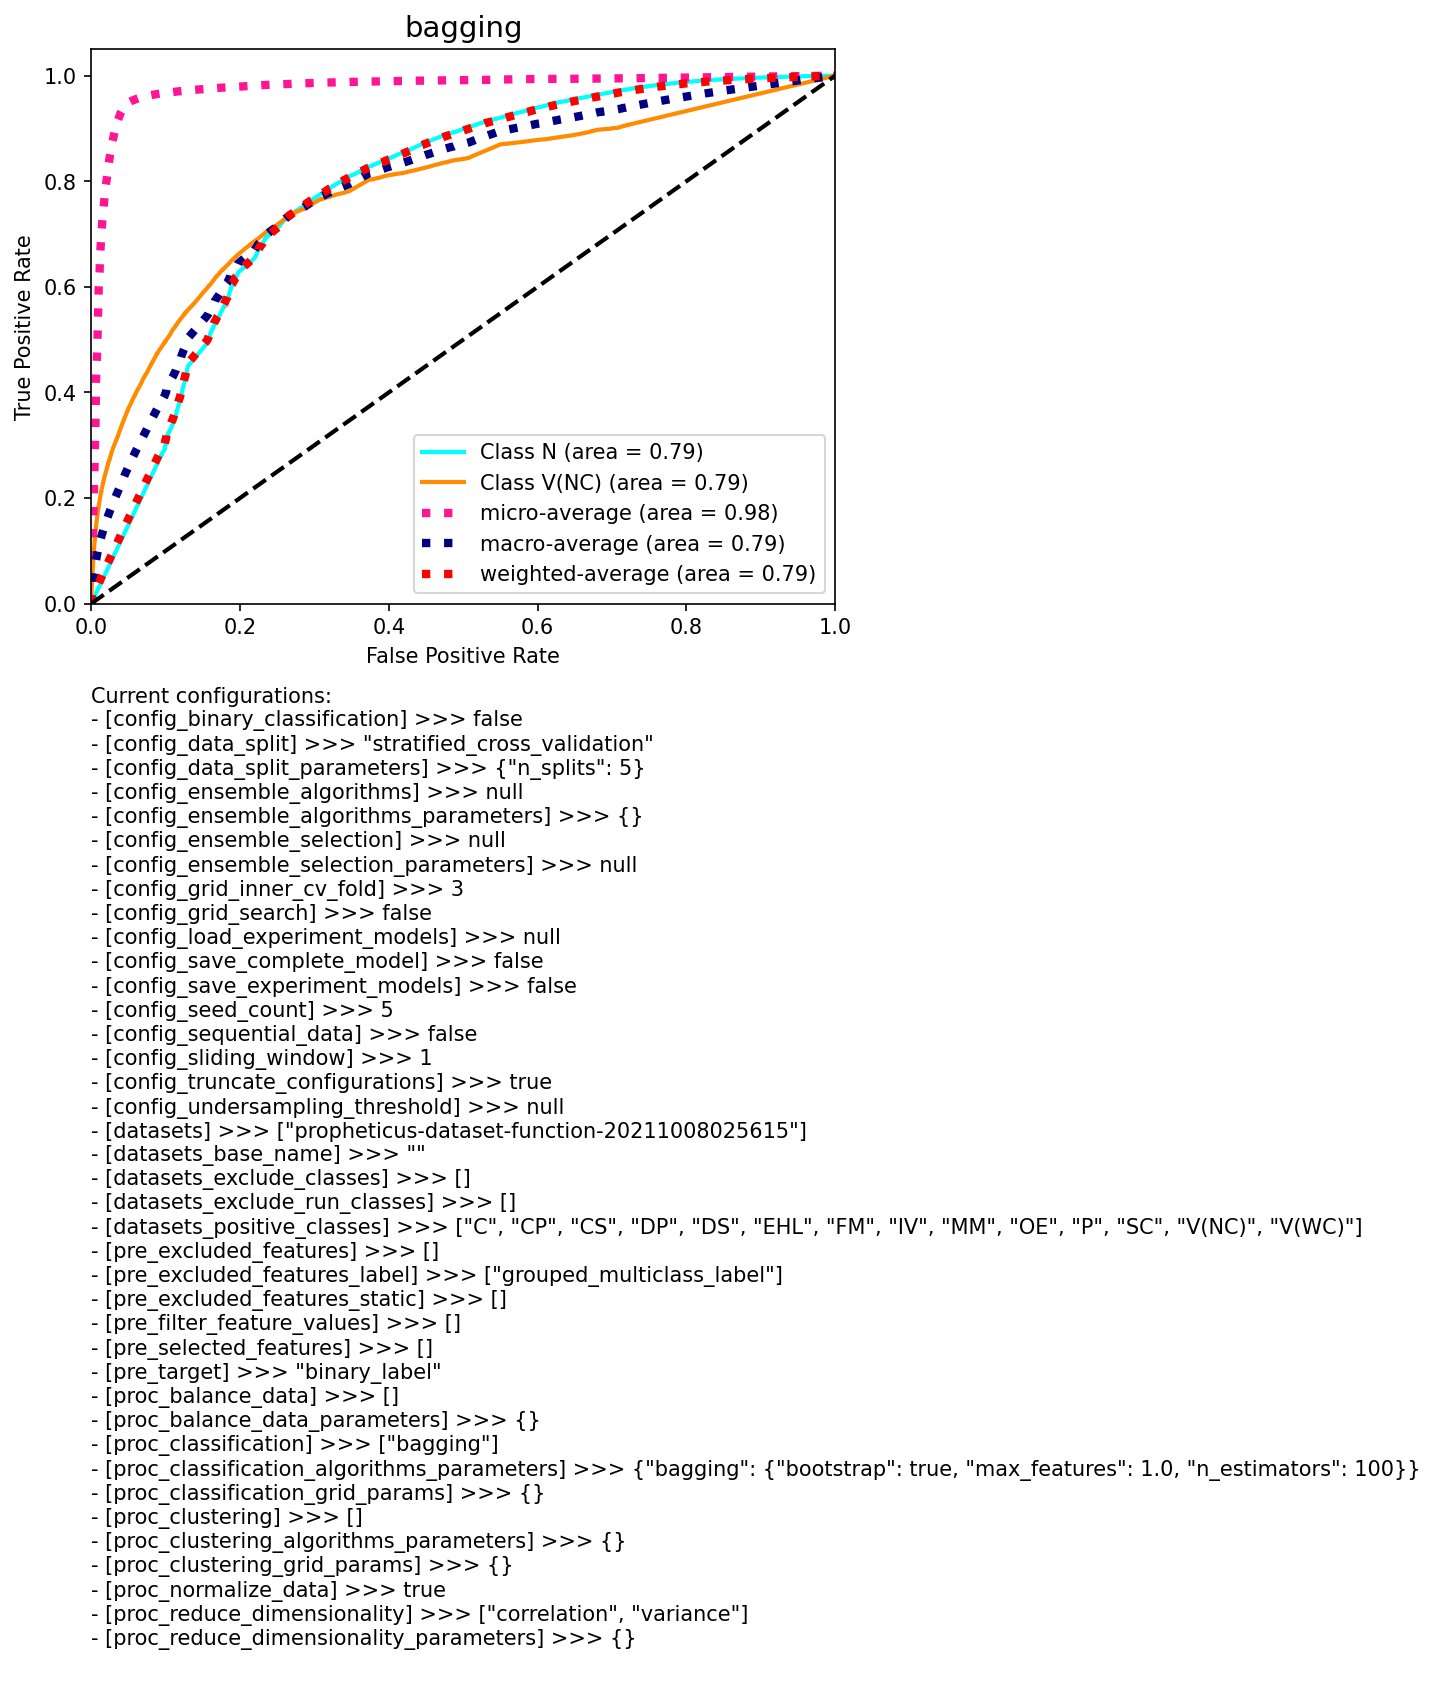 bagging
1.0
0.8
0.6
0.4
0.2
0.0
True Positive Rate
Class N (area = 0.79)
Class V(NC) (area = 0.79)
micro-average (area = 0.98)
macro-average (area = 0.79)
weighted-average (area = 0.79)
0.0 0.2 0.4 0.6 0.8 1.0
False Positive Rate
Current configurations:
- [config_binary_classification] >>> false
- [config_data_split] >>> "stratified_cross_validation"
- [config_data_split_parameters] >>> {"n_splits": 5}
- [config_ensemble_algorithms] >>> null
- [config_ensemble_algorithms_parameters] >>> {}
- [config_ensemble_selection] >>> null
- [config_ensemble_selection_parameters] >>> null
- [config_grid_inner_cv_fold] >>> 3
- [config_grid_search] >>> false
- [config_load_experiment_models] >>> null
- [config_save_complete_model] >>> false
- [config_save_experiment_models] >>> false
- [config_seed_count] >>> 5
- [config_sequential_data] >>> false
- [config_sliding_window] >>> 1
- [config_truncate_configurations] >>> true
- [config_undersampling_threshold] >>> null
- [datasets] >>> ["propheticus-dataset-function-20211008025615"]
- [datasets_base_name] >>> ""
- [datasets_exclude_classes] >>> []
- [datasets_exclude_run_classes] >>> []
- [datasets_positive_classes] >>> ["C", "CP", "CS", "DP", "DS", "EHL", "FM", "IV", "MM", "OE", "P", "SC", "V(NC)", "V(WC)"]
- [pre_excluded_features] >>> []
- [pre_excluded_features_label] >>> ["grouped_multiclass_label"]
- [pre_excluded_features_static] >>> []
- [pre_filter_feature_values] >>> []
- [pre_selected_features] >>> []
- [pre_target] >>> "binary_label"
- [proc_balance_data] >>> []
- [proc_balance_data_parameters] >>> {}
- [proc_classification] >>> ["bagging"]
- [proc_classification_algorithms_parameters] >>> {"bagging": {"bootstrap": true, "max_features": 1.0, "n_estimators": 100}}
- [proc_classification_grid_params] >>> {}
- [proc_clustering] >>> []
- [proc_clustering_algorithms_parameters] >>> {}
- [proc_clustering_grid_params] >>> {}
- [proc_normalize_data] >>> true
- [proc_reduce_dimensionality] >>> ["correlation", "variance"]
- [proc_reduce_dimensionality_parameters] >>> {}